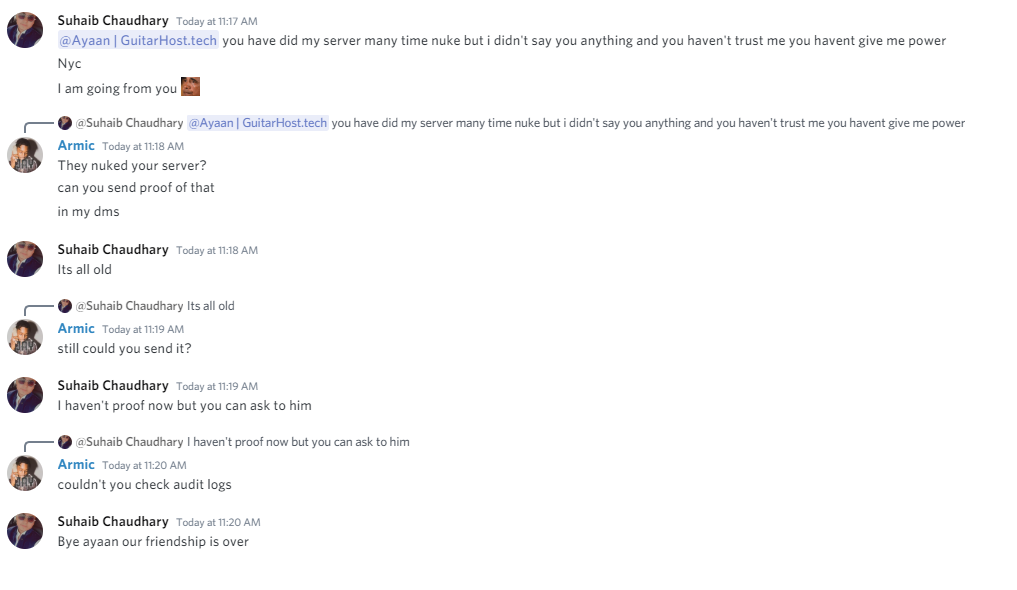 Suhaib Chaudhary Today at 11:17 AM
@Ayaan | GuitarHost.tech you have did my server many time nuke but i didn't say you anything and you haven't trust me you havent give me power
Nyc
I am going from you
@Suhaib Chaudhary @Ayaan | GuitarHost.tech you have did my server many time nuke but i didn't say you anything and you haven't trust me you havent give me power
Armic Today at 11:18 AM
They nuked your server?
can you send proof of that
in my dms
Suhaib Chaudhary Today at 11:18 AM
Its all old
@Suhaib Chaudhary Its all old
Armic Today at 11:19 AM
still could you send it?
Suhaib Chaudhary Today at 11:19 AM
I haven't proof now but you can ask to him
@Suhaib Chaudhary I haven't proof now but you can ask to him
Armic Today at 11:20 AM
couldn't you check audit logs
Suhaib Chaudhary Today at 11:20 AM
Bye ayaan our friendship is over